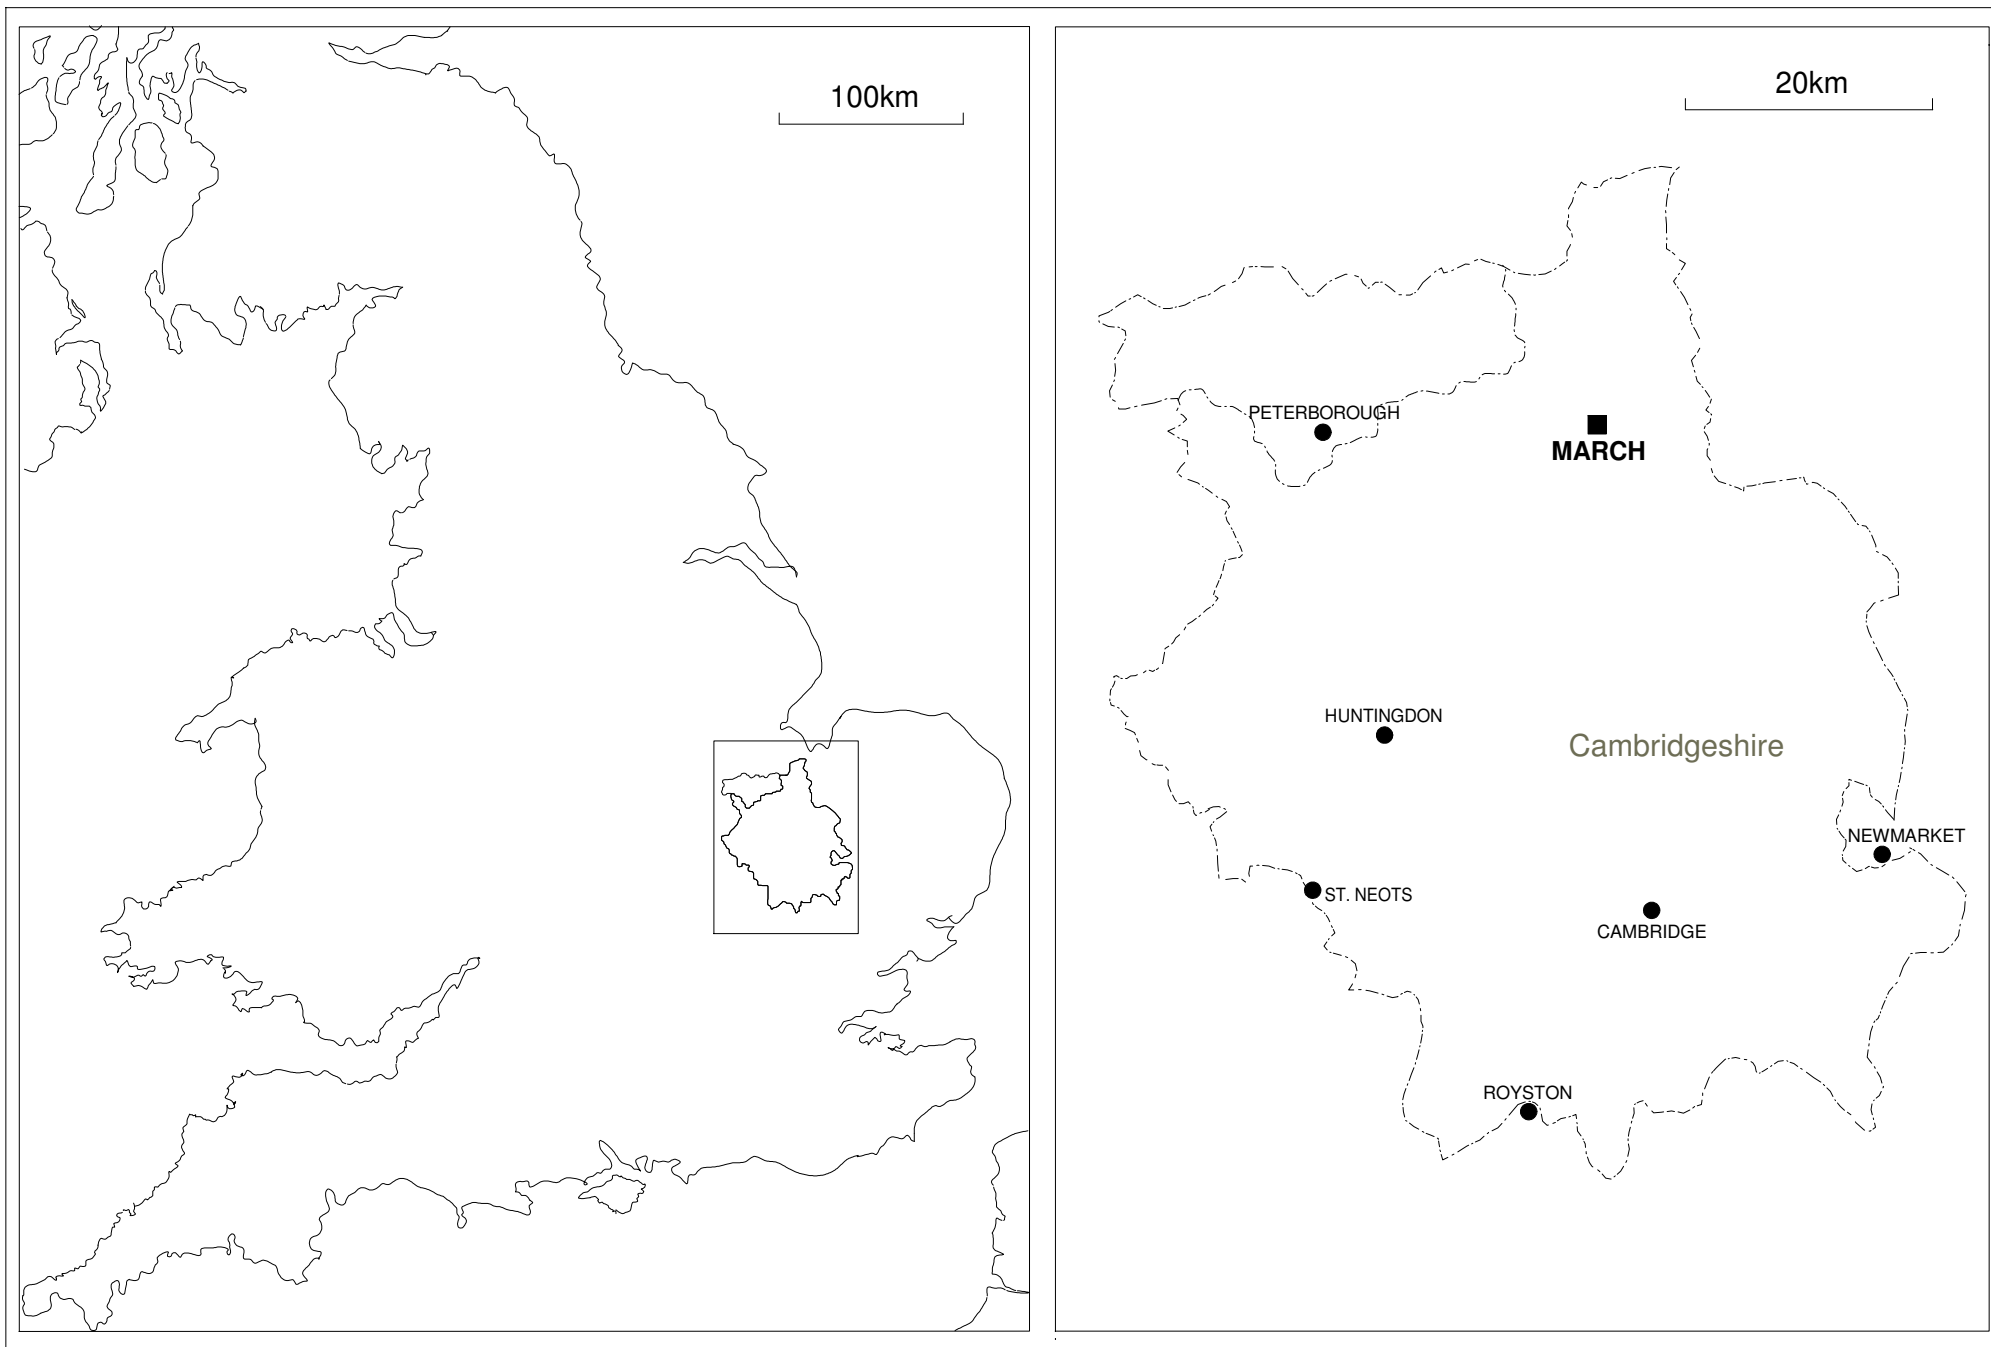 100km
20km
PETERBOROUGH
MARCH
HUNTINGDON
Cambridgeshire
NEWMARKET
ST. NEOTS
CAMBRIDGE
ROYSTON